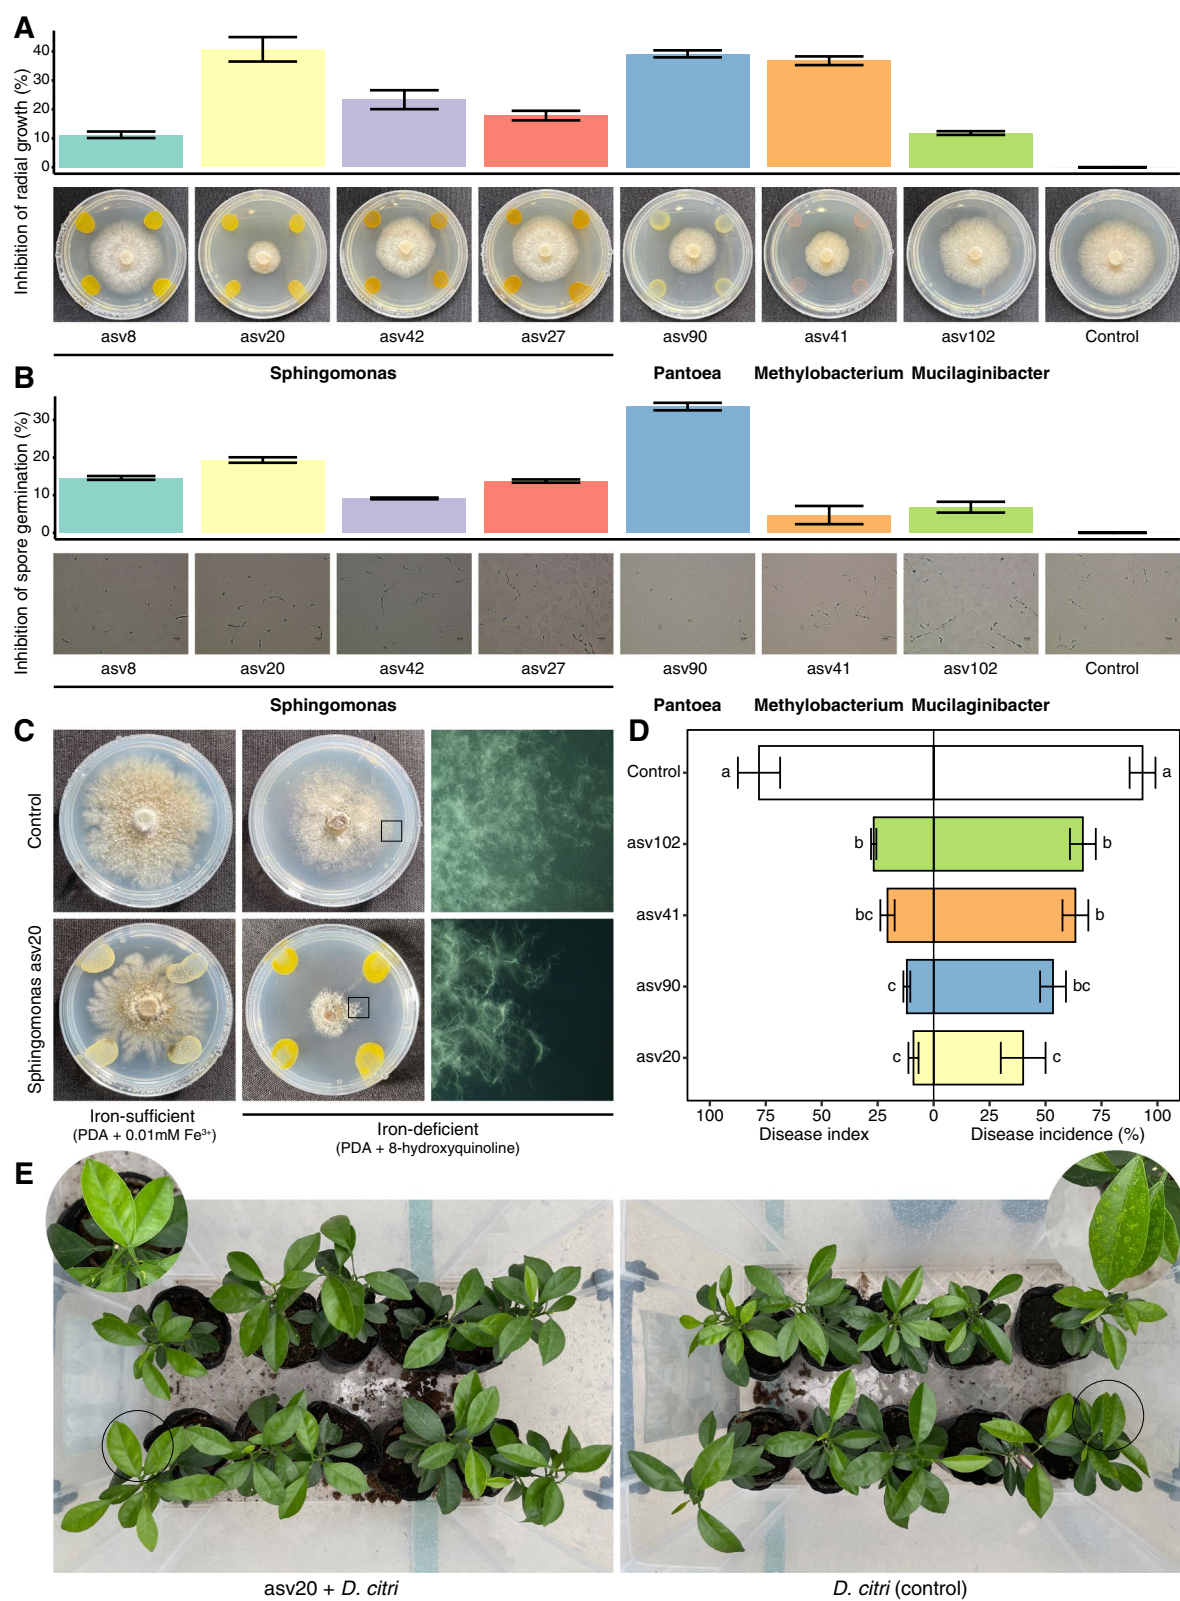 A
Inhibition of radial growth (%)
40
30
20
10
0
asv8 asv20 asv42 asv27 asv90 asv41 asv102 Control
Sphingomonas Pantoea Methylobacterium Mucilaginibacter
B
Inhibition of spore germination (%)
30
20
10
0
asv8 asv20 asv42 asv27 asv90 asv41 asv102 Control
Sphingomonas Pantoea Methylobacterium Mucilaginibacter
C
Control
Sphingomonas asv20
Iron-sufficient
(PDA + 0.01mM Fe³⁺)
Iron-deficient
(PDA + 8-hydroxyquinoline)
D
Control a a
asv102 b b
asv41 bc b
asv90 c bc
asv20 c c
100 75 50 25 0 25 50 75 100
Disease index Disease incidence (%)
E
asv20 + D. citri
D. citri (control)